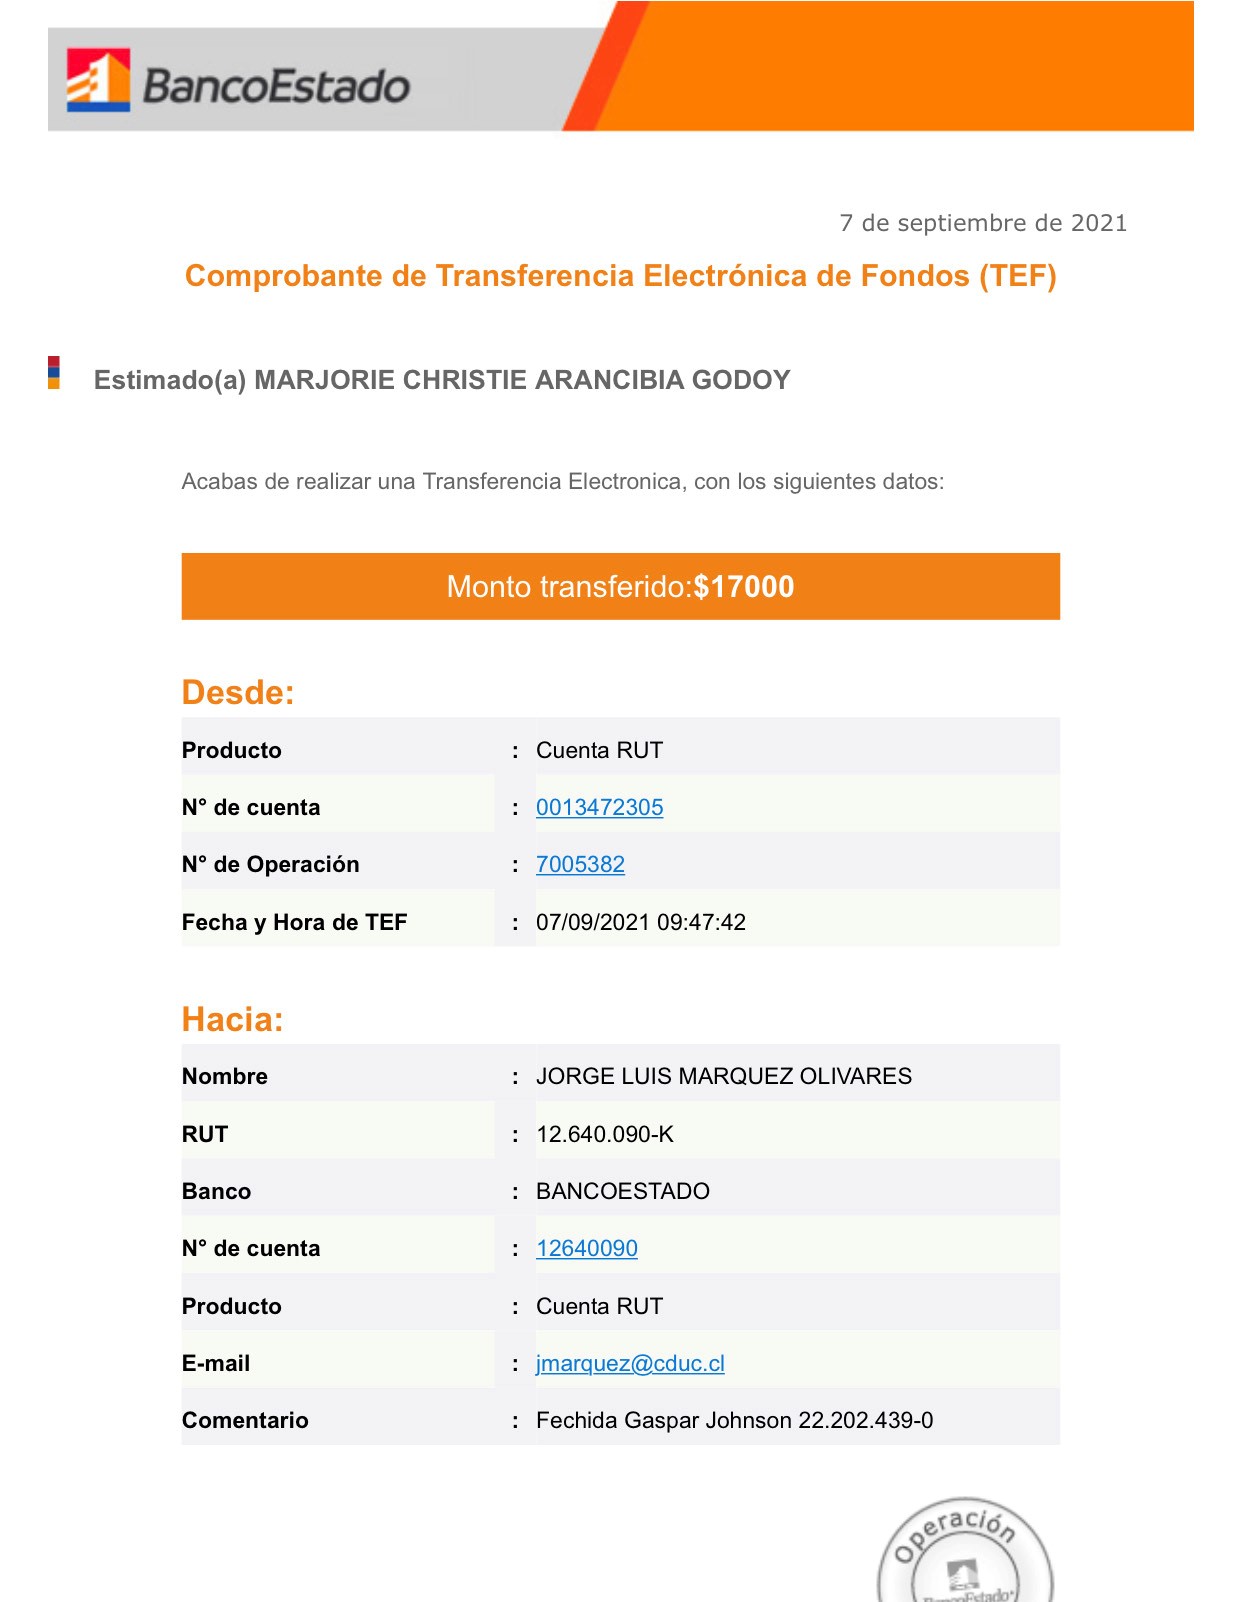 BancoEstado
7 de septiembre de 2021
Comprobante de Transferencia Electrónica de Fondos (TEF)
Estimado(a) MARJORIE CHRISTIE ARANCIBIA GODOY
Acabas de realizar una Transferencia Electronica, con los siguientes datos:
Monto transferido:$17000
Desde:
Producto : Cuenta RUT
N° de cuenta : 0013472305
N° de Operación : 7005382
Fecha y Hora de TEF : 07/09/2021 09:47:42
Hacia:
Nombre : JORGE LUIS MARQUEZ OLIVARES
RUT : 12.640.090-K
Banco : BANCOESTADO
N° de cuenta : 12640090
Producto : Cuenta RUT
E-mail : jmarquez@cduc.cl
Comentario : Fechida Gaspar Johnson 22.202.439-0
Operación
BancoEstado